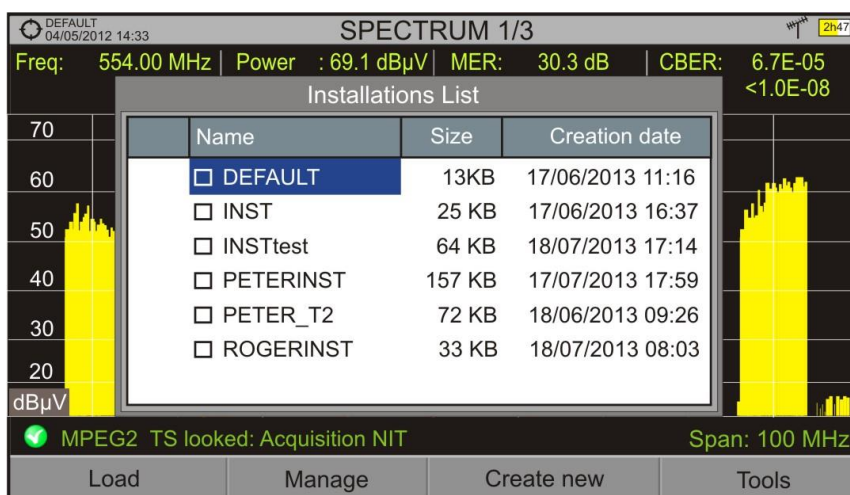 DEFAULT
04/05/2012 14:33
SPECTRUM 1/3
2h47
Freq: 554.00 MHz Power : 69.1 dBµV MER: 30.3 dB CBER: 6.7E-05
<1.0E-08
Installations List
Name Size Creation date
DEFAULT 13KB 17/06/2013 11:16
INST 25 KB 17/06/2013 16:37
INSTtest 64 KB 18/07/2013 17:14
PETERINST 157 KB 17/07/2013 17:59
PETER_T2 72 KB 18/06/2013 09:26
ROGERINST 33 KB 18/07/2013 08:03
70
60
50
40
30
20
dBµV
MPEG2 TS looked: Acquisition NIT Span: 100 MHz
Load Manage Create new Tools